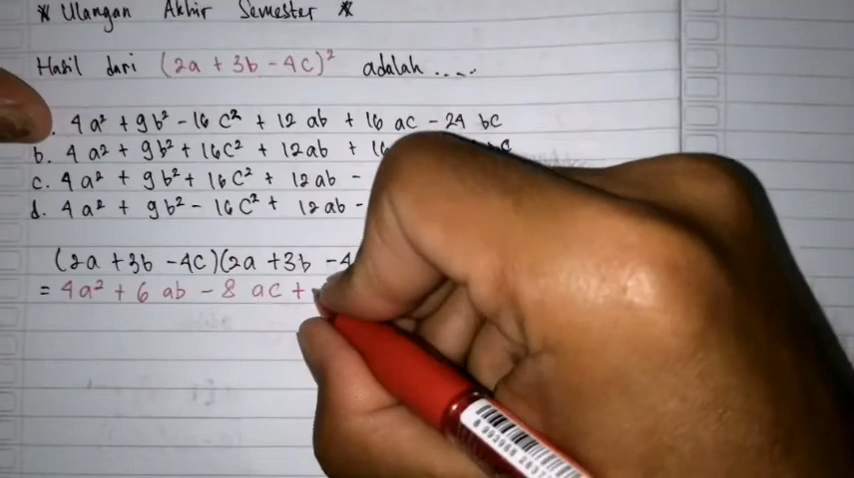 * Ulangan Akhir Semester *
Hasil dari (2a + 3b - 4c)² adalah ....
4a² + 9b² - 16c² + 12ab + 16ac - 24bc
b. 4a² + 9b² + 16c² + 12ab +
c. 4a² + 9b² + 16c² + 12ab -
d. 4a² + 9b² - 16c² + 12ab -
(2a + 3b - 4c)(2a + 3b - 4
= 4a² + 6ab - 8ac +